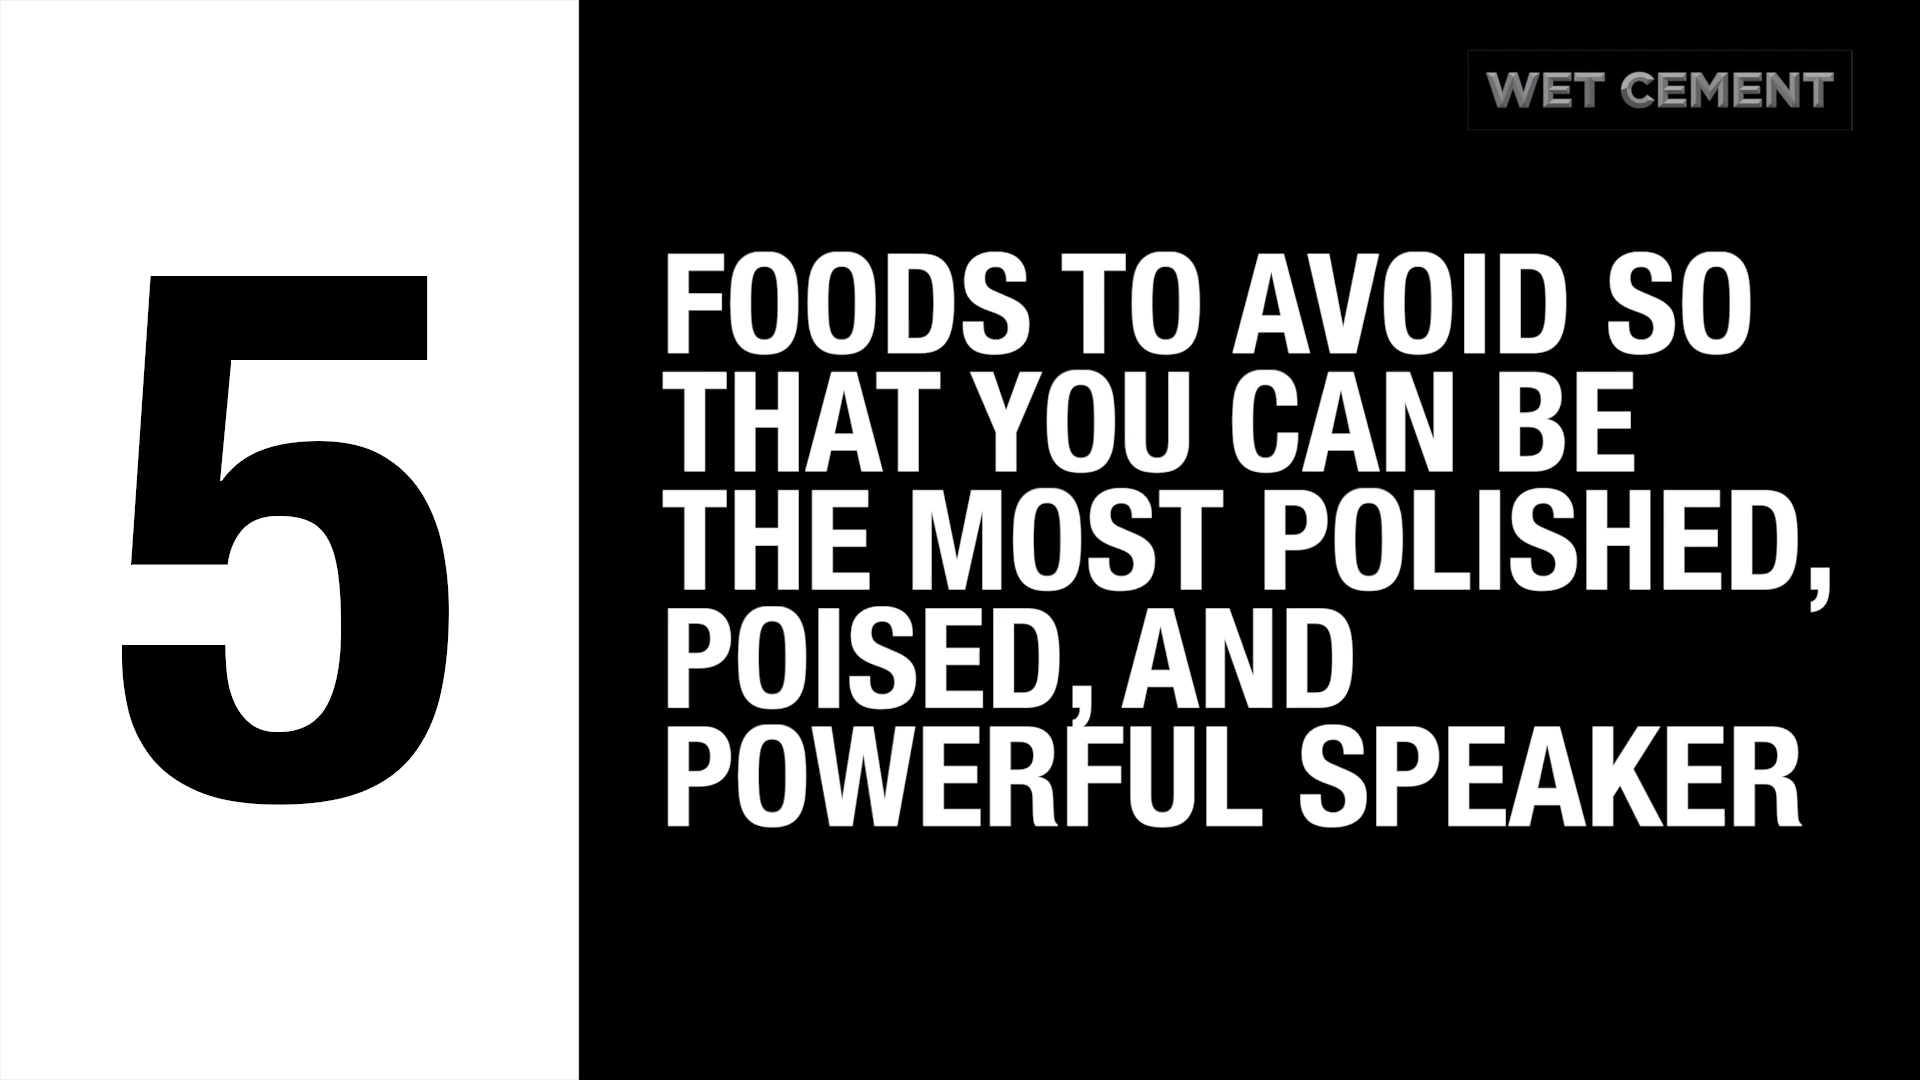 WET CEMENT
5
FOODS TO AVOID SO
THAT YOU CAN BE
THE MOST POLISHED,
POISED, AND
POWERFUL SPEAKER